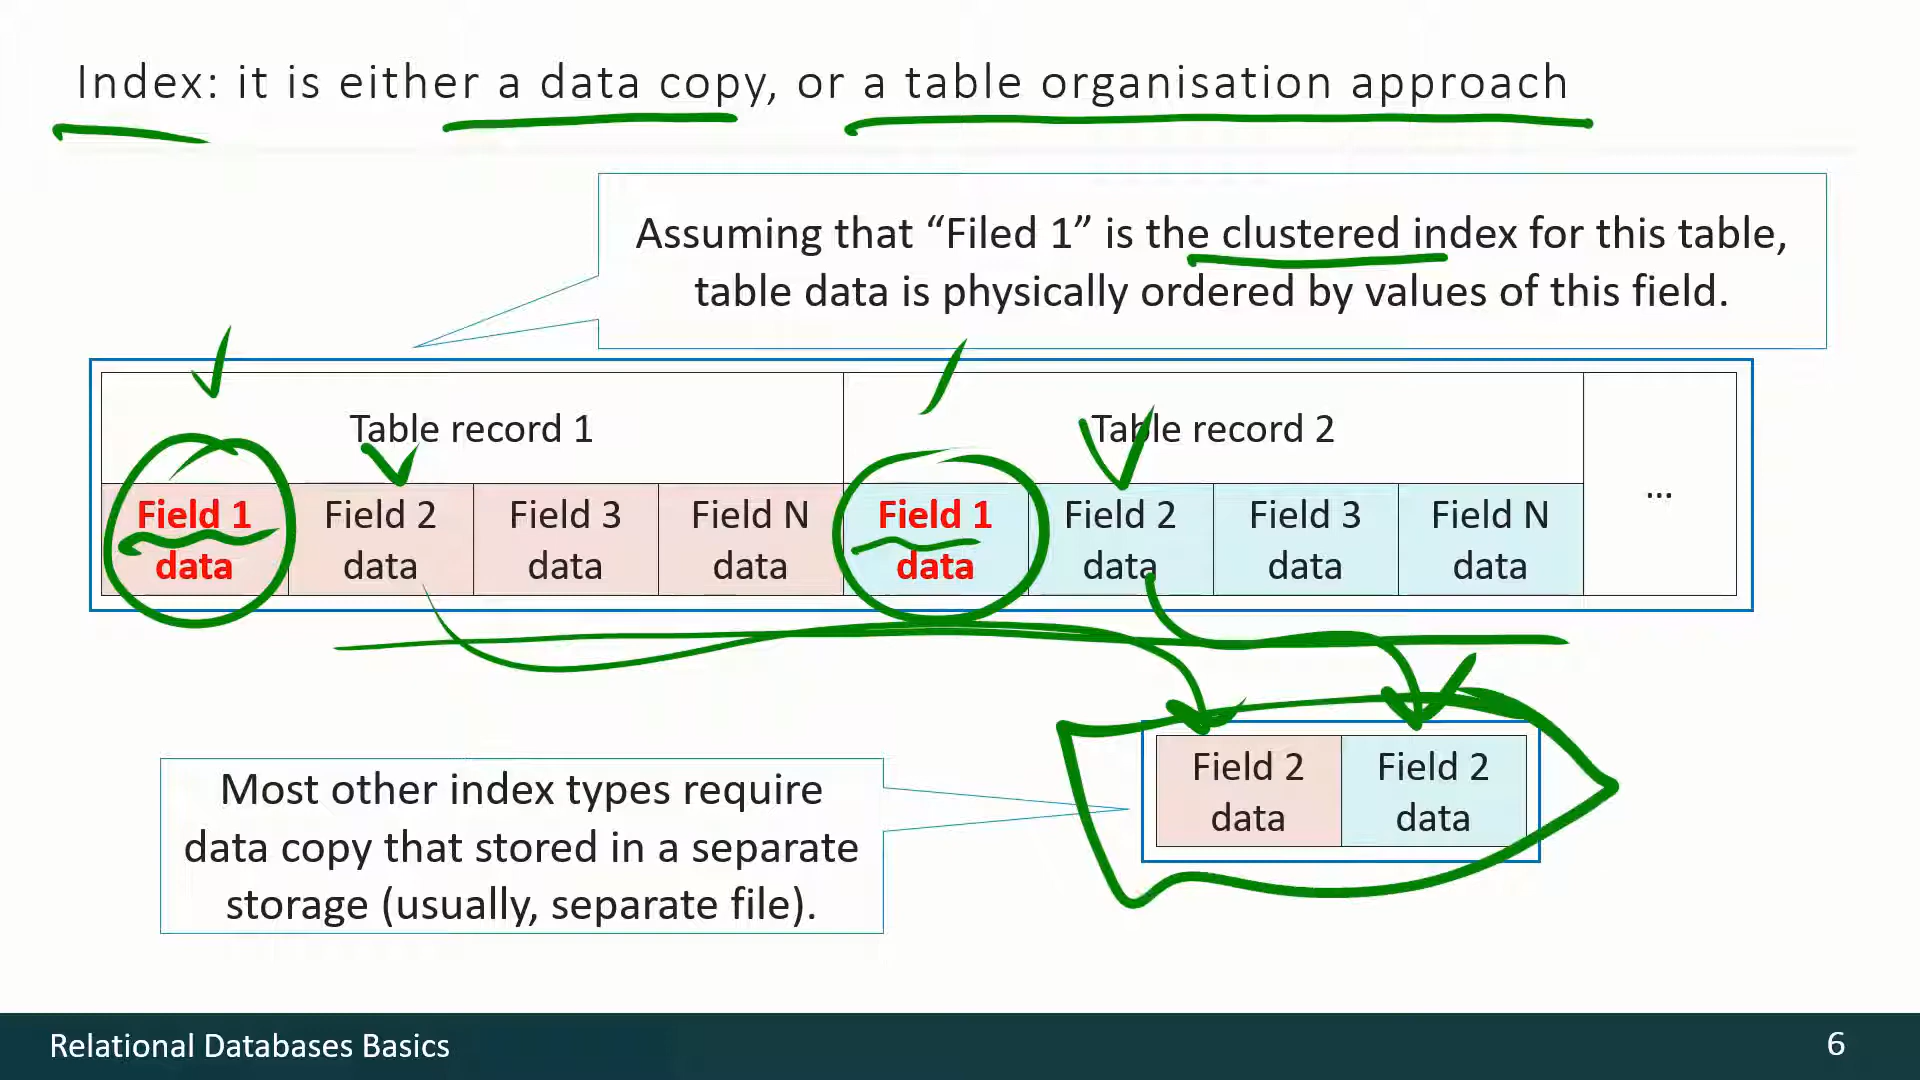 Index: it is either a data copy, or a table organisation approach
Assuming that “Filed 1” is the clustered index for this table,
table data is physically ordered by values of this field.
Table record 1
Table record 2
...
Field 1
data
Field 2
data
Field 3
data
Field N
data
Field 1
data
Field 2
data
Field 3
data
Field N
data
Most other index types require
data copy that stored in a separate
storage (usually, separate file).
Field 2
data
Field 2
data
Relational Databases Basics
6